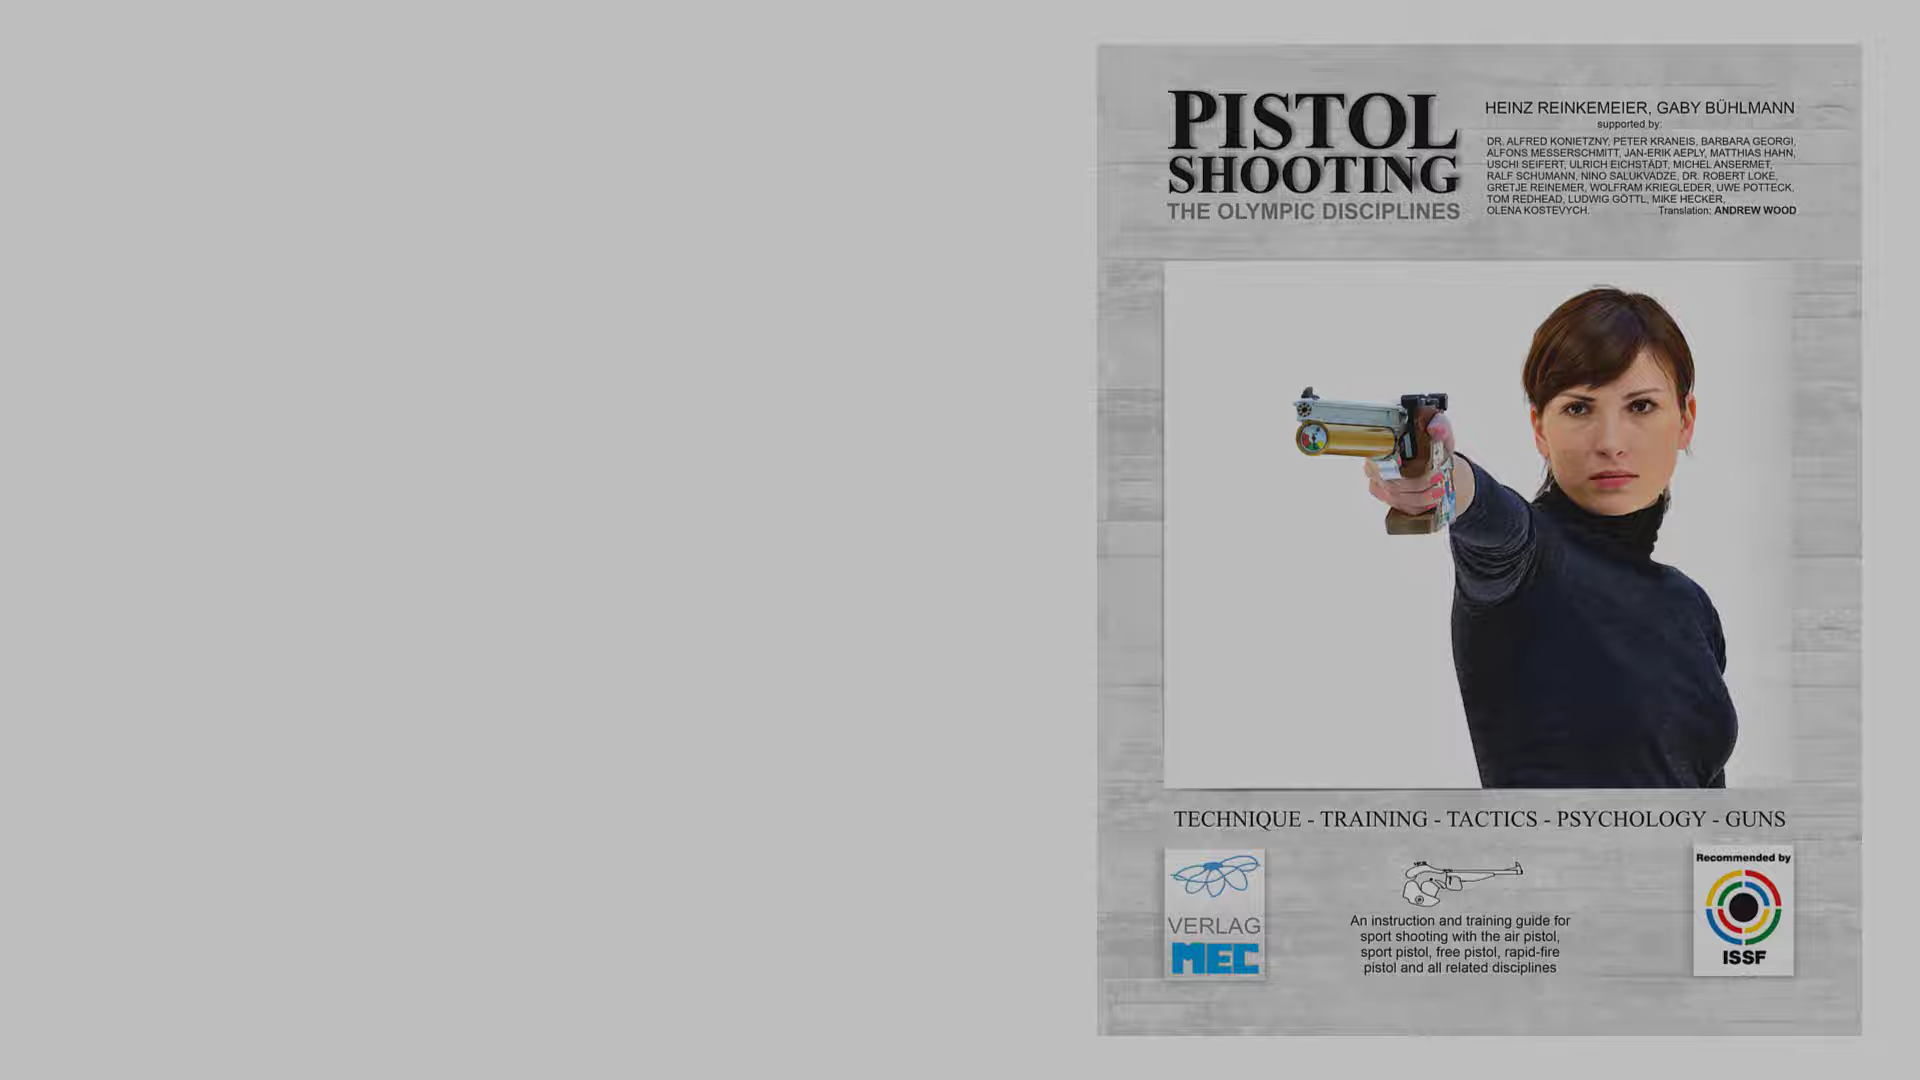 PISTOL
SHOOTING
THE OLYMPIC DISCIPLINES
HEINZ REINKEMEIER, GABY BÜHLMANN
supported by:
DR. ALFRED KONIETZNY, PETER KRANEIS, BARBARA GEORGI,
ALFONS MESSERSCHMITT, JAN-ERIK AEPLY, MATTHIAS HAHN,
USCHI SEIFERT, ULRICH EICHSTÄDT, MICHEL ANSERMET,
RALF SCHUMANN, NINO SALUKVADZE, DR. ROBERT LOKE,
GRETJE REINEMER, WOLFRAM KRIEGLEDER, UWE POTTECK,
TOM REDHEAD, LUDWIG GÖTTL, MIKE HECKER,
OLENA KOSTEVYCH. Translation: ANDREW WOOD
TECHNIQUE - TRAINING - TACTICS - PSYCHOLOGY - GUNS
VERLAG
MEC
An instruction and training guide for
sport shooting with the air pistol,
sport pistol, free pistol, rapid-fire
pistol and all related disciplines
Recommended by
ISSF